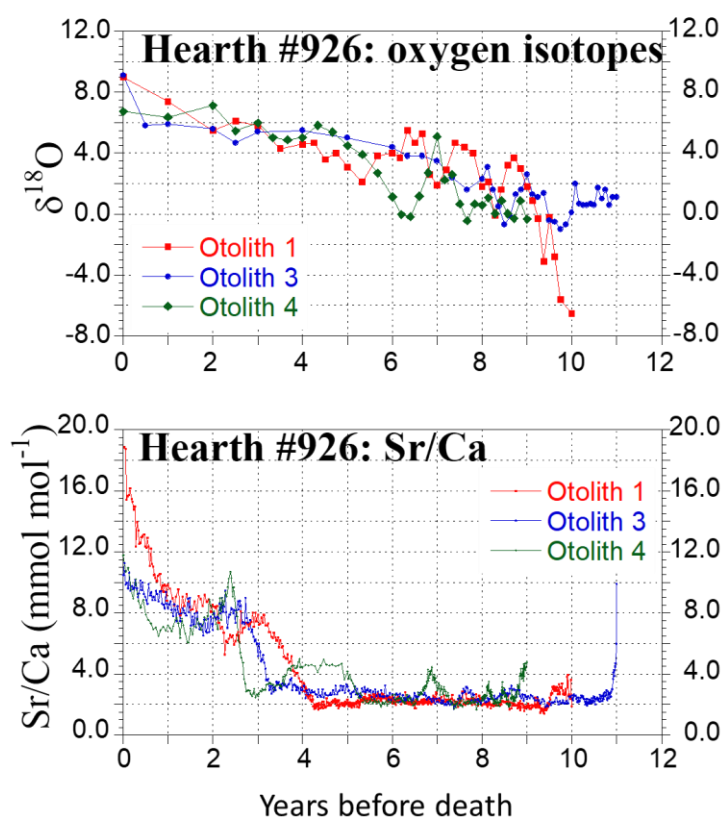 Hearth #926: oxygen isotopes
12.0 12.0
8.0 8.0
4.0 4.0
0.0 0.0
-4.0 -4.0
-8.0 -8.0
δ18O
Otolith 1
Otolith 3
Otolith 4
0 2 4 6 8 10 12
Hearth #926: Sr/Ca
20.0 20.0
16.0 16.0
12.0 12.0
8.0 8.0
4.0 4.0
0.0 0.0
Sr/Ca (mmol mol-1)
Otolith 1
Otolith 3
Otolith 4
0 2 4 6 8 10 12
Years before death